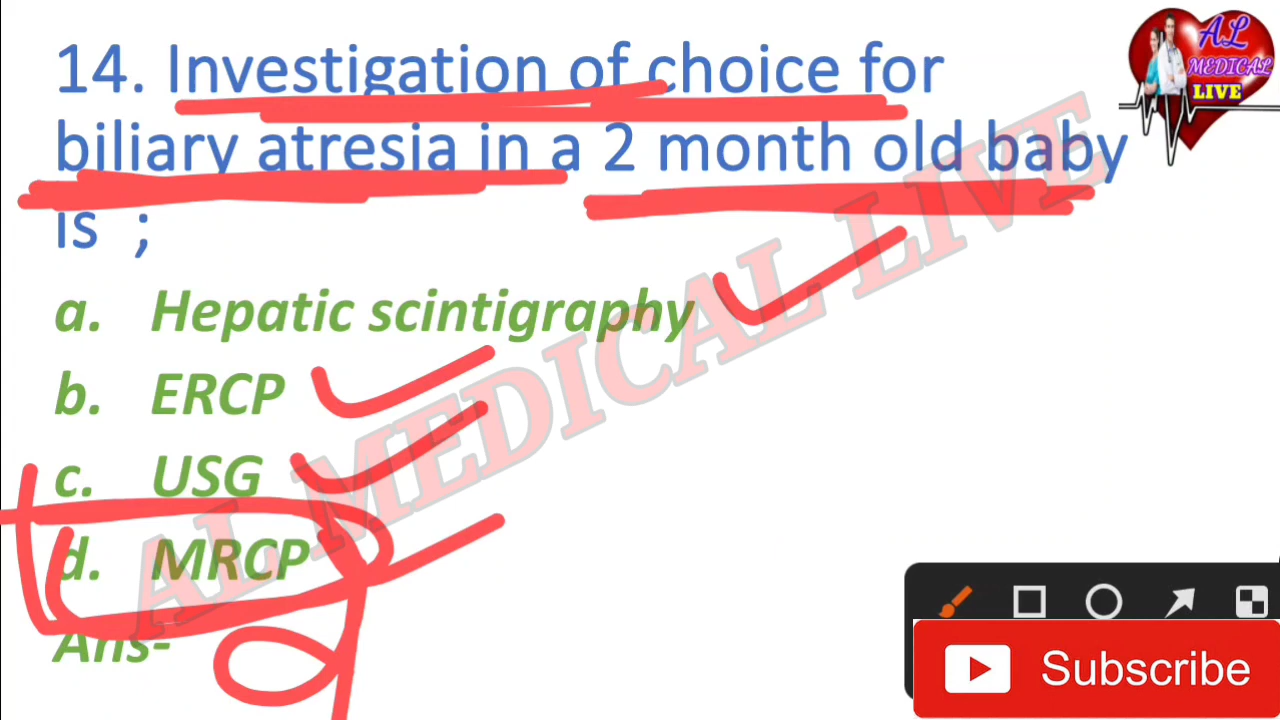 14. Investigation of choice for
biliary atresia in a 2 month old baby
is ;
a. Hepatic scintigraphy
b. ERCP
c. USG
d. MRCP
Ans- d
AL MEDICAL LIVE
AL
MEDICAL
LIVE
Subscribe